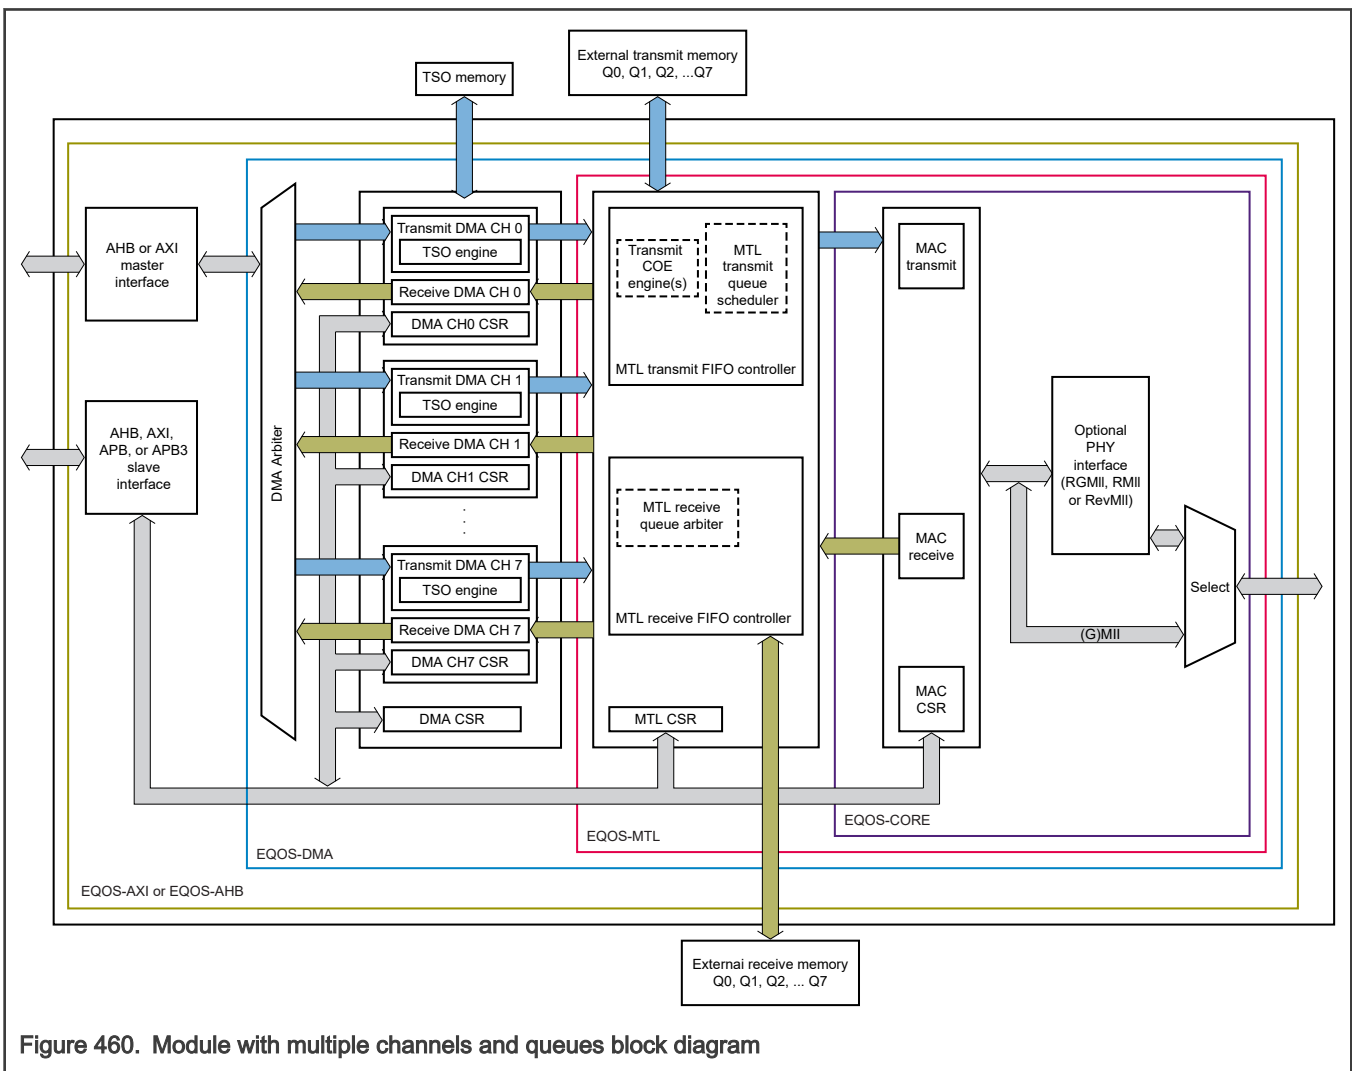 External transmit memory
Q0, Q1, Q2, ...Q7
TSO memory
AHB or AXI
master
interface
AHB, AXI,
APB, or APB3
slave
interface
DMA Arbiter
Transmit DMA CH 0
TSO engine
Receive DMA CH 0
DMA CH0 CSR
Transmit DMA CH 1
TSO engine
Receive DMA CH 1
DMA CH1 CSR
.
.
.
Transmit DMA CH 7
TSO engine
Receive DMA CH 7
DMA CH7 CSR
DMA CSR
Transmit
COE
engine(s)
MTL
transmit
queue
scheduler
MTL transmit FIFO controller
MTL receive
queue arbiter
MTL receive FIFO controller
MTL CSR
MAC
transmit
MAC
receive
MAC
CSR
Optional
PHY
interface
(RGMII, RMII
or RevMII)
Select
(G)MII
EQOS-CORE
EQOS-MTL
EQOS-DMA
EQOS-AXI or EQOS-AHB
Externai receive memory
Q0, Q1, Q2, ... Q7
Figure 460. Module with multiple channels and queues block diagram